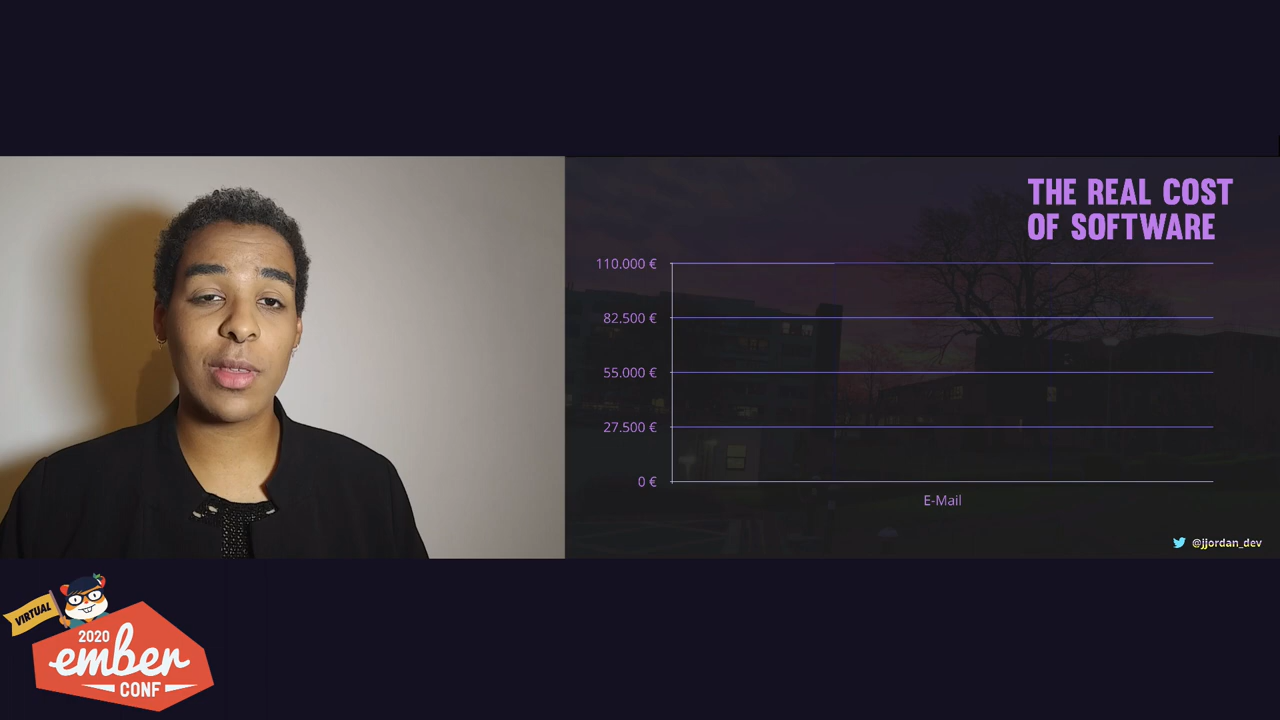 THE REAL COST
OF SOFTWARE
110.000 €
82.500 €
55.000 €
27.500 €
0 €
E-Mail
@jjordan_dev
VIRTUAL
2020
ember
CONF